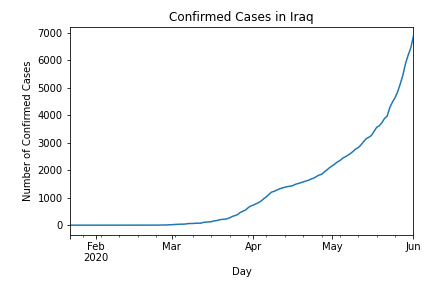 Confirmed Cases in Iraq
Number of Confirmed Cases
7000
6000
5000
4000
3000
2000
1000
0
Feb Mar Apr May Jun
2020
Day